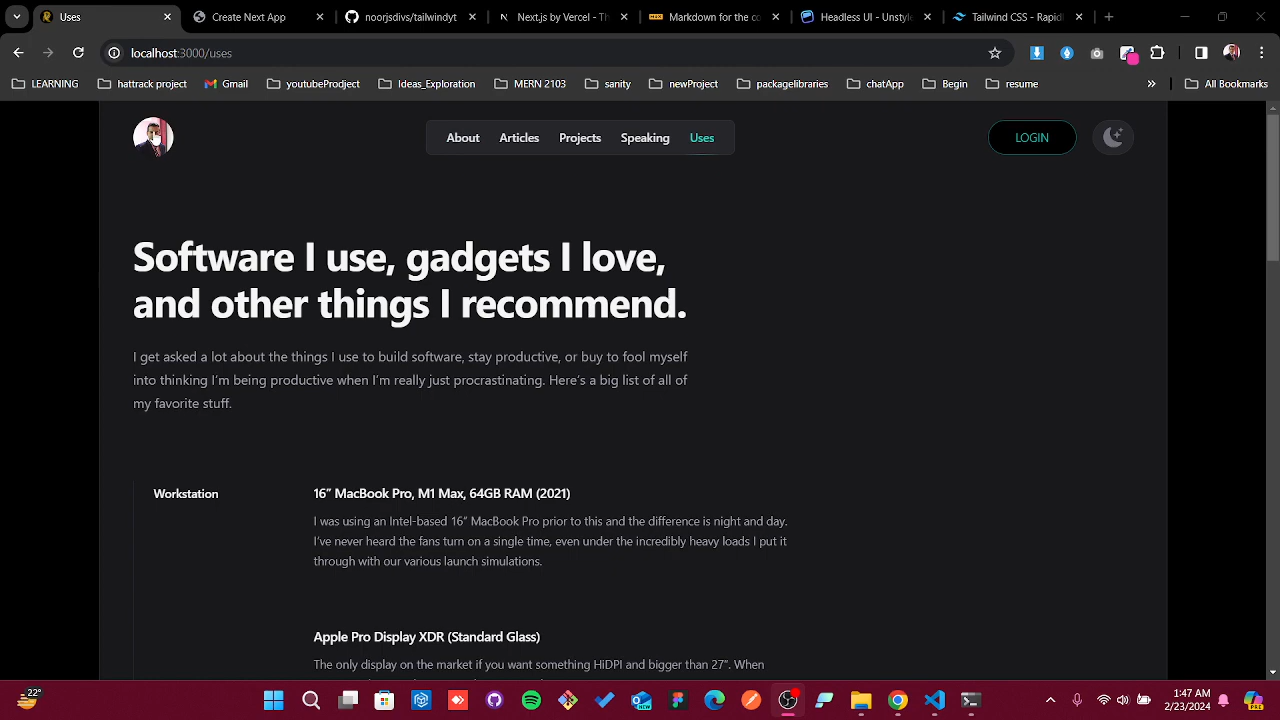 Uses
Create Next App
noorjsdivs/tailwindyt
Next.js by Vercel - Th
Markdown for the co
Headless UI - Unstyle
Tailwind CSS - Rapidl
localhost:3000/uses
LEARNING
hattrack project
Gmail
youtubeProdject
Ideas_Exploration
MERN 2103
sanity
newProject
packagelibraries
chatApp
Begin
resume
All Bookmarks
About
Articles
Projects
Speaking
Uses
LOGIN
Software I use, gadgets I love,
and other things I recommend.
I get asked a lot about the things I use to build software, stay productive, or buy to fool myself
into thinking I’m being productive when I’m really just procrastinating. Here’s a big list of all of
my favorite stuff.
Workstation
16” MacBook Pro, M1 Max, 64GB RAM (2021)
I was using an Intel-based 16” MacBook Pro prior to this and the difference is night and day.
I’ve never heard the fans turn on a single time, even under the incredibly heavy loads I put it
through with our various launch simulations.
Apple Pro Display XDR (Standard Glass)
The only display on the market if you want something HiDPI and bigger than 27”. When
22°
NEW
1:47 AM
2/23/2024
PRE